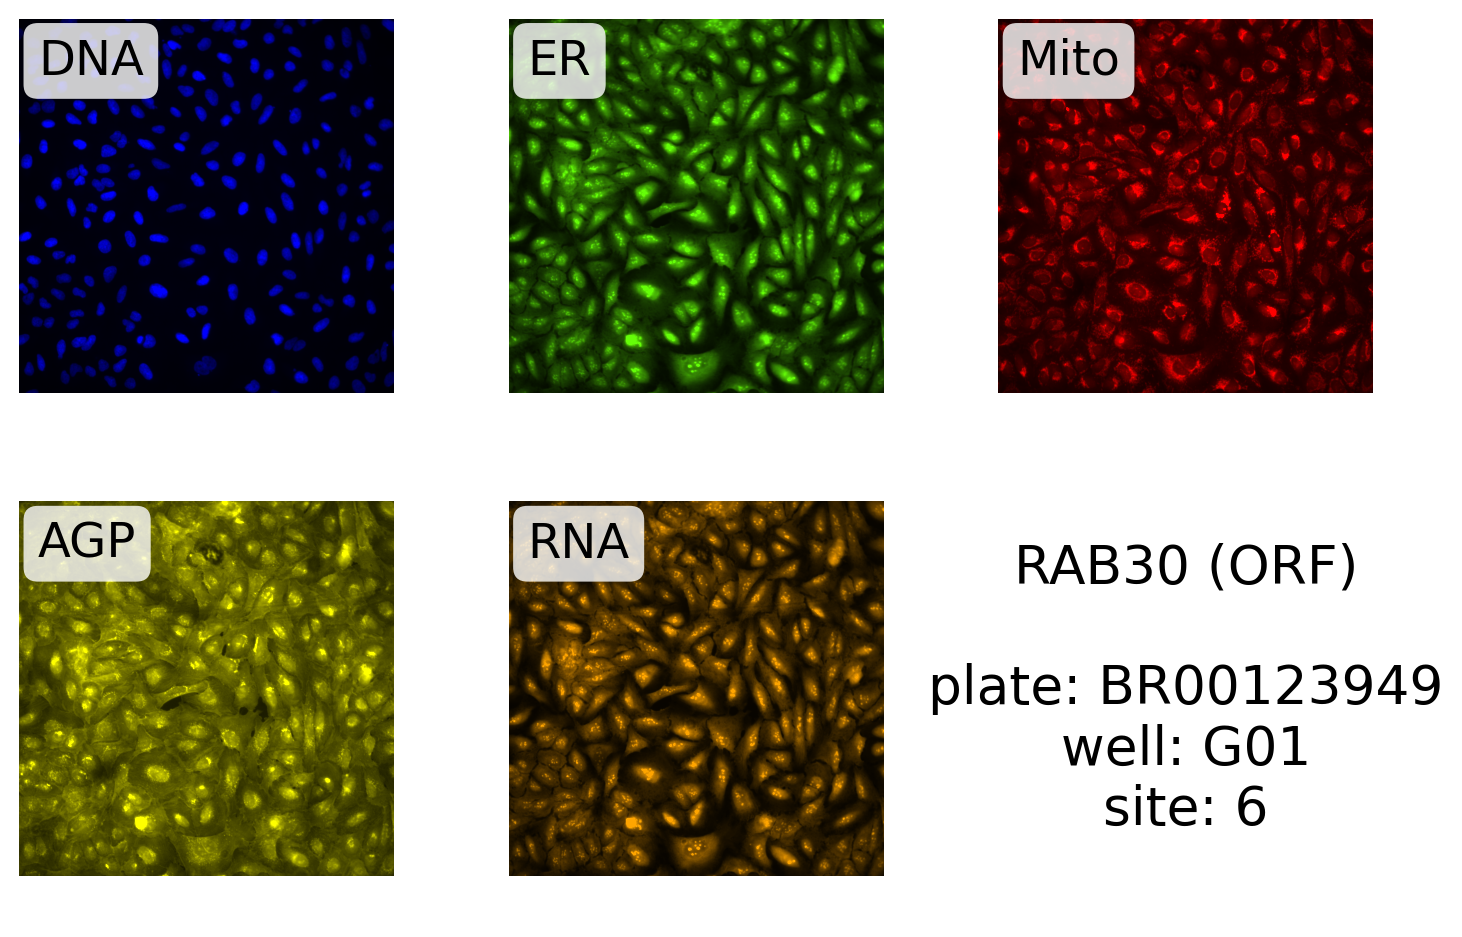 DNA
ER
Mito
AGP
RNA
RAB30 (ORF)
plate: BR00123949
well: G01
site: 6